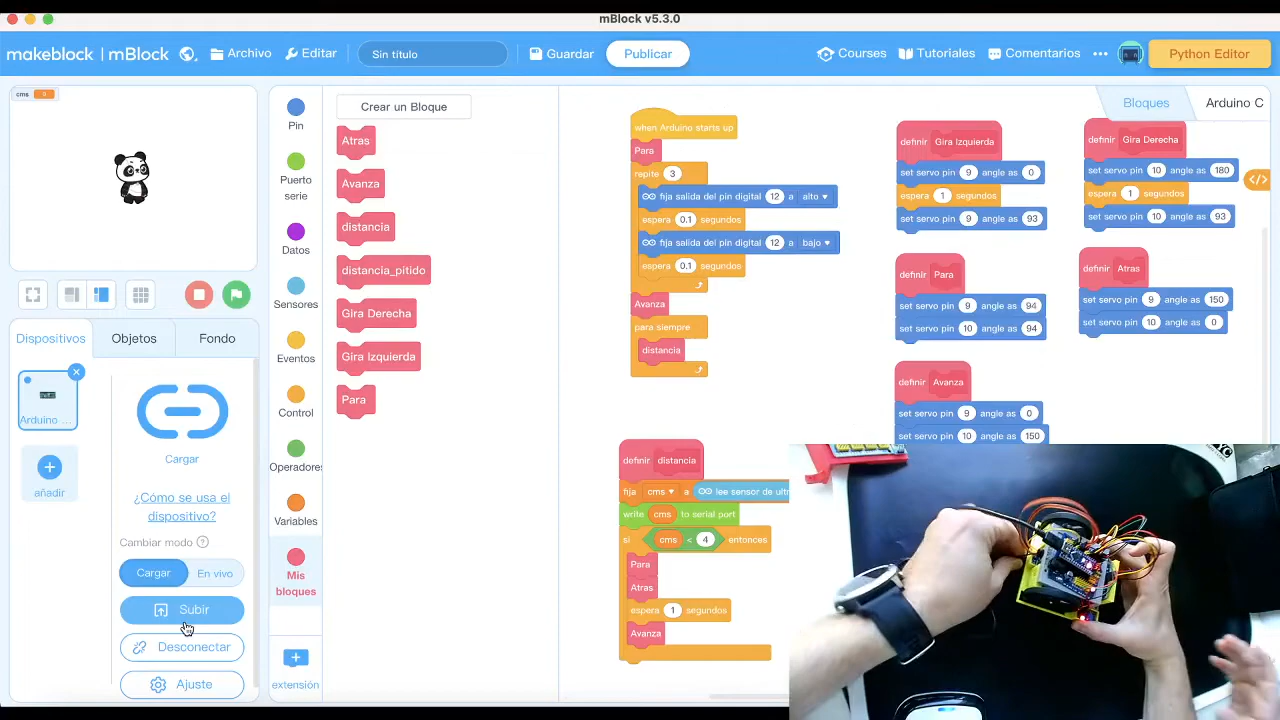 mBlock v5.3.0
makeblock | mBlock
Archivo
Editar
Sin título
Guardar
Publicar
Courses
Tutoriales
Comentarios
Python Editor
cms
Dispositivos
Objetos
Fondo
Arduino ...
añadir
Cargar
¿Cómo se usa el
dispositivo?
Cambiar modo ?
Cargar
En vivo
Subir
Desconectar
Ajuste
Pin
Puerto
serie
Datos
Sensores
Eventos
Control
Operadores
Variables
Mis
bloques
extensión
Crear un Bloque
Atras
Avanza
distancia
distancia_pitido
Gira Derecha
Gira Izquierda
Para
when Arduino starts up
Para
repite 3
fija salida del pin digital 12 a alto
espera 0.1 segundos
fija salida del pin digital 12 a bajo
espera 0.1 segundos
Avanza
para siempre
distancia
definir distancia
fija cms a lee sensor de ultr
write cms to serial port
si cms < 4 entonces
Para
Atras
espera 1 segundos
Avanza
Bloques
Arduino C
definir Gira Izquierda
set servo pin 9 angle as 0
espera 1 segundos
set servo pin 9 angle as 93
definir Gira Derecha
set servo pin 10 angle as 180
espera 1 segundos
set servo pin 10 angle as 93
definir Para
set servo pin 9 angle as 94
set servo pin 10 angle as 94
definir Atras
set servo pin 9 angle as 150
set servo pin 10 angle as 0
definir Avanza
set servo pin 9 angle as 0
set servo pin 10 angle as 150